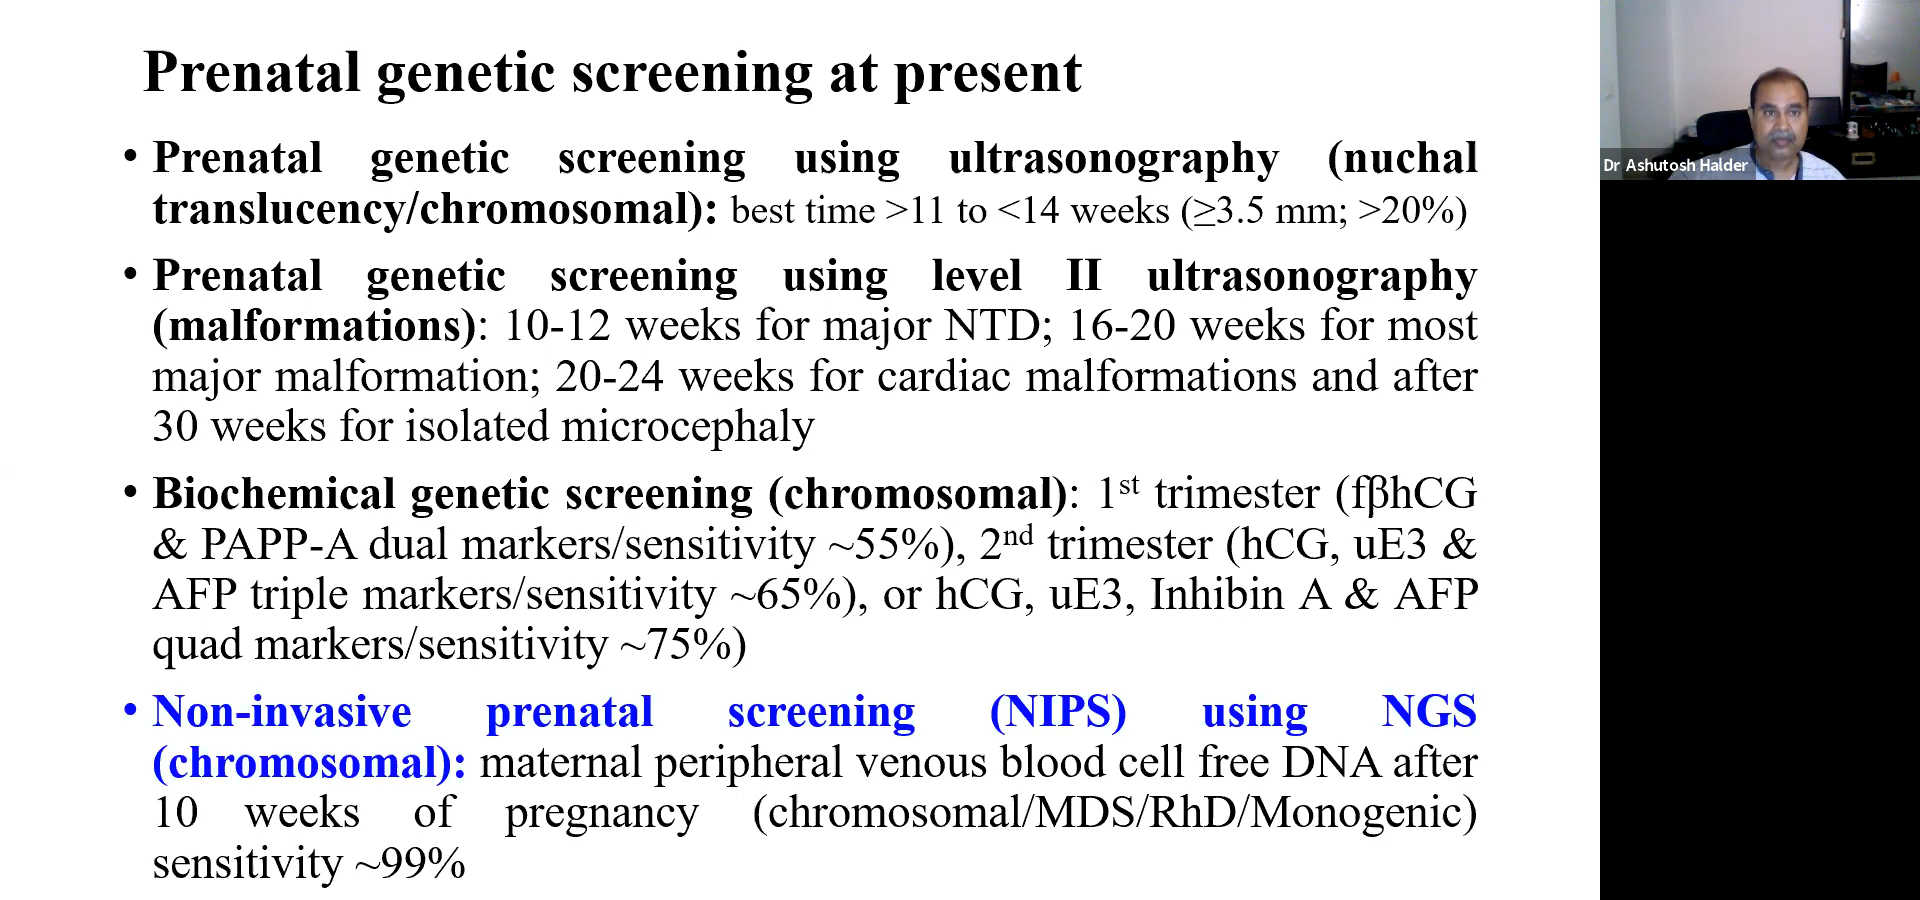 Prenatal genetic screening at present
• Prenatal genetic screening using ultrasonography (nuchal
translucency/chromosomal): best time >11 to <14 weeks (≥3.5 mm; >20%)
• Prenatal genetic screening using level II ultrasonography
(malformations): 10-12 weeks for major NTD; 16-20 weeks for most
major malformation; 20-24 weeks for cardiac malformations and after
30 weeks for isolated microcephaly
• Biochemical genetic screening (chromosomal): 1st trimester (fβhCG
& PAPP-A dual markers/sensitivity ~55%), 2nd trimester (hCG, uE3 &
AFP triple markers/sensitivity ~65%), or hCG, uE3, Inhibin A & AFP
quad markers/sensitivity ~75%)
• Non-invasive prenatal screening (NIPS) using NGS
(chromosomal): maternal peripheral venous blood cell free DNA after
10 weeks of pregnancy (chromosomal/MDS/RhD/Monogenic)
sensitivity ~99%
Dr Ashutosh Halder